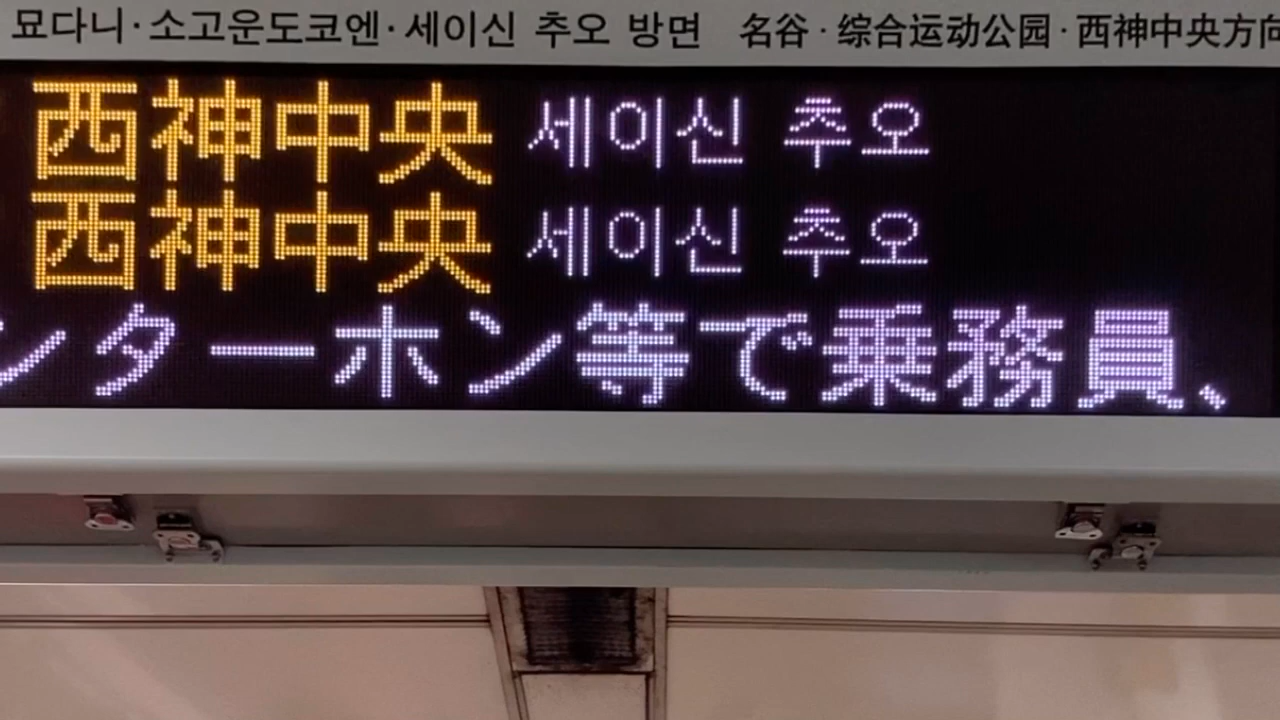 묘다니·소고운도코엔·세이신 추오 방면 名谷·综合运动公园·西神中央方向
西神中央 세이신 추오
西神中央 세이신 추오
ンターホン等で乗務員、